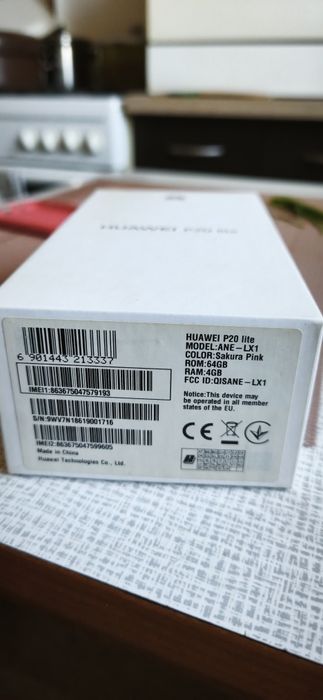 HUAWEI P20 lite
6 901443 213337
IMEI1:863675047579193
S/N:9WV7N18619001716
IMEI2:863675047599605
Made in China
Huawei Technologies Co., Ltd.
HUAWEI P20 lite
MODEL:ANE-LX1
COLOR:Sakura Pink
ROM:64GB
RAM:4GB
FCC ID:QISANE-LX1
Notice:This device may
be operated in all member
states of the EU.
CE